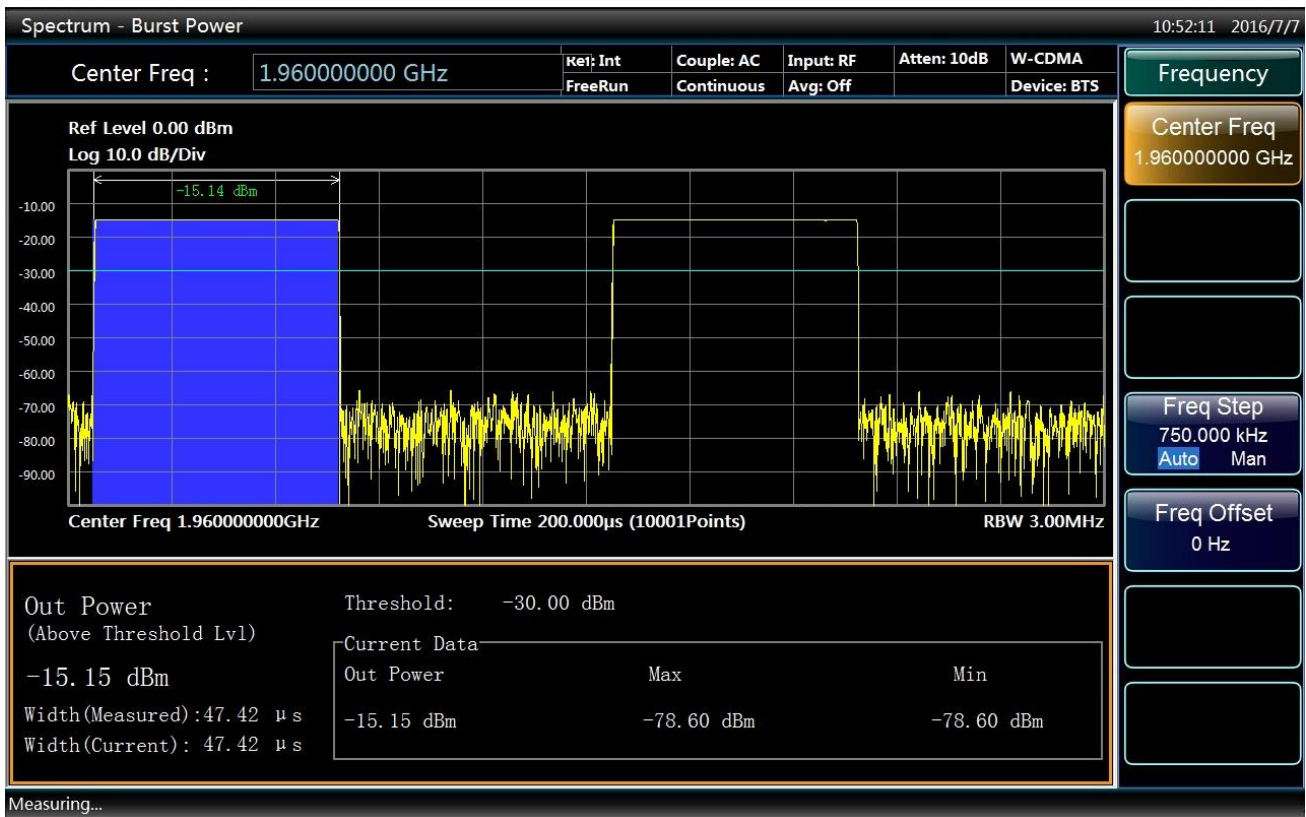 Spectrum - Burst Power
10:52:11 2016/7/7
Center Freq : 1.960000000 GHz
Int Couple: AC Input: RF Atten: 10dB W-CDMA
FreeRun Continuous Avg: Off Device: BTS
Frequency
Ref Level 0.00 dBm
Log 10.0 dB/Div
-15.14 dBm
-10.00
-20.00
-30.00
-40.00
-50.00
-60.00
-70.00
-80.00
-90.00
Center Freq 1.960000000GHz Sweep Time 200.000μs (10001Points) RBW 3.00MHz
Center Freq
1.960000000 GHz
Freq Step
750.000 kHz
Auto Man
Freq Offset
0 Hz
Out Power
(Above Threshold Lvl)
-15.15 dBm
Width(Measured):47.42 μs
Width(Current): 47.42 μs
Threshold: -30.00 dBm
Current Data
Out Power Max Min
-15.15 dBm -78.60 dBm -78.60 dBm
Measuring...